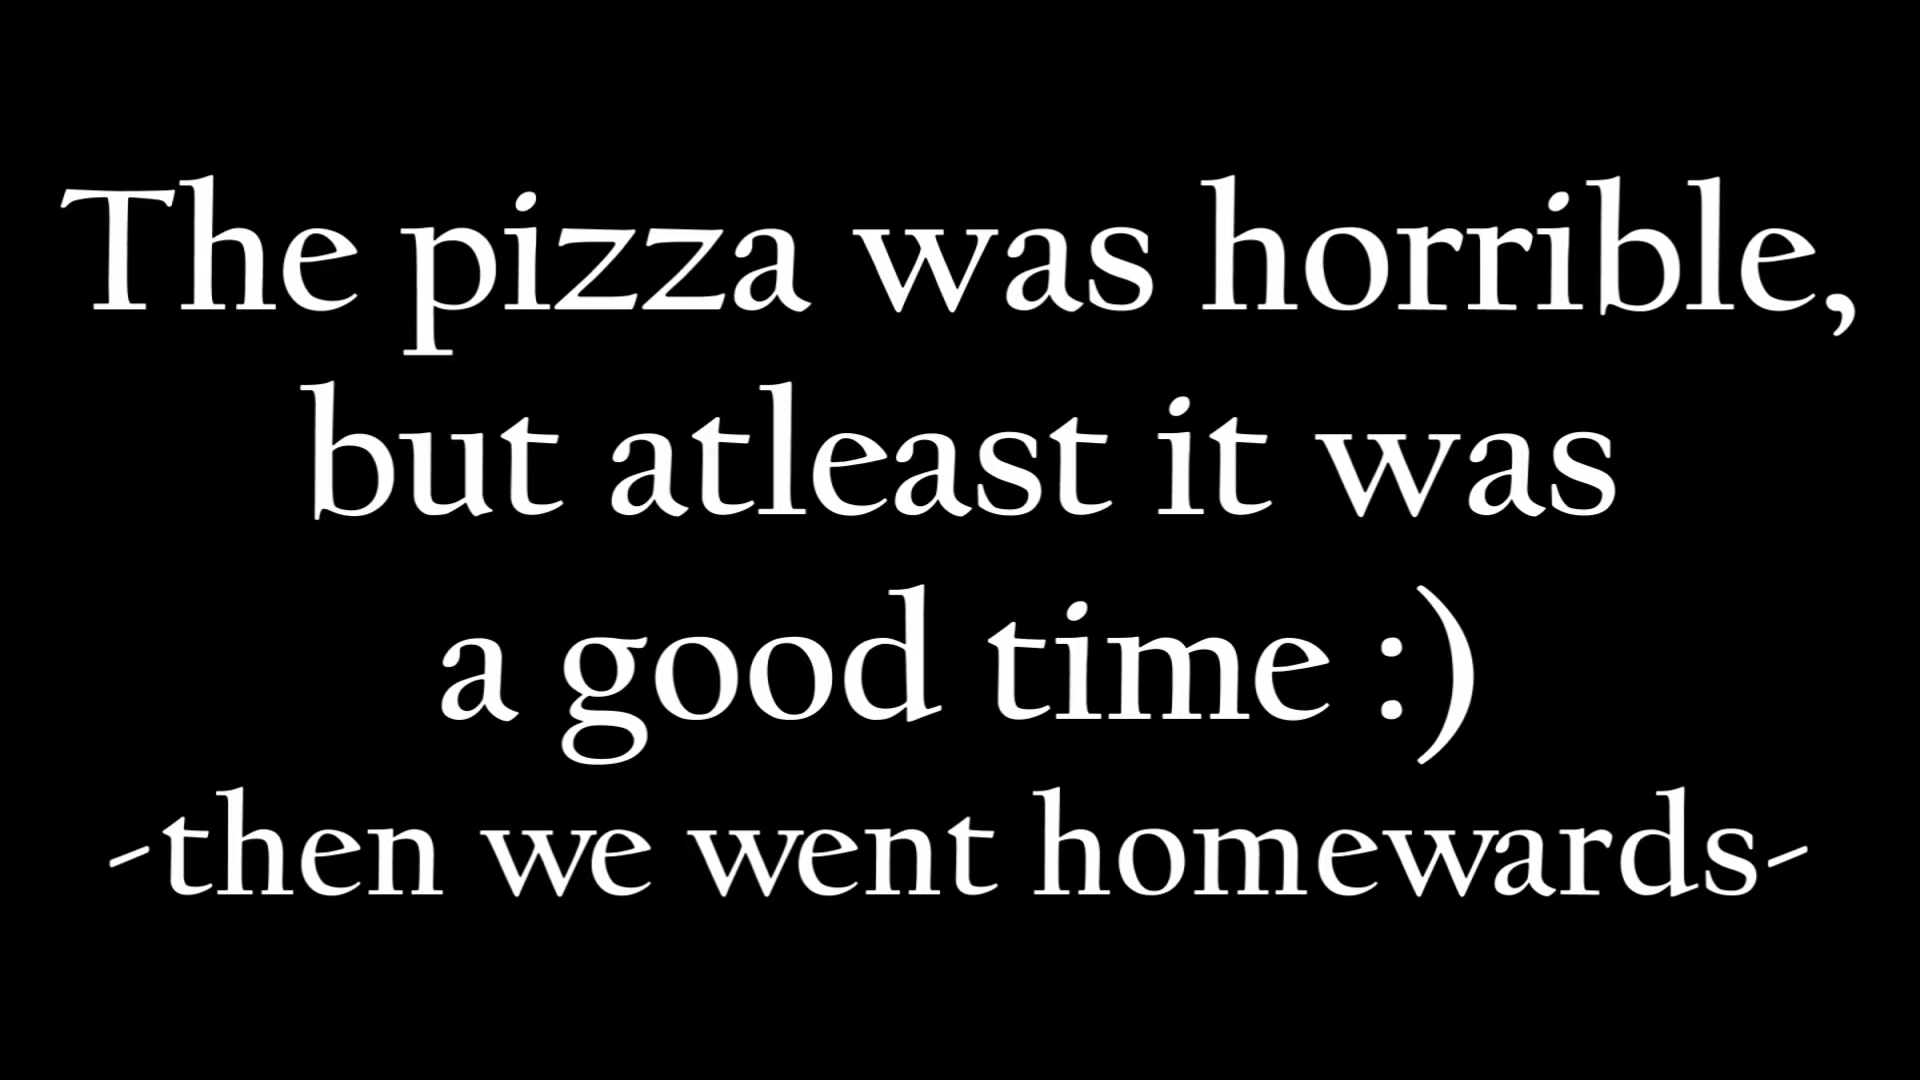 The pizza was horrible,
but atleast it was
a good time :)
-then we went homewards-